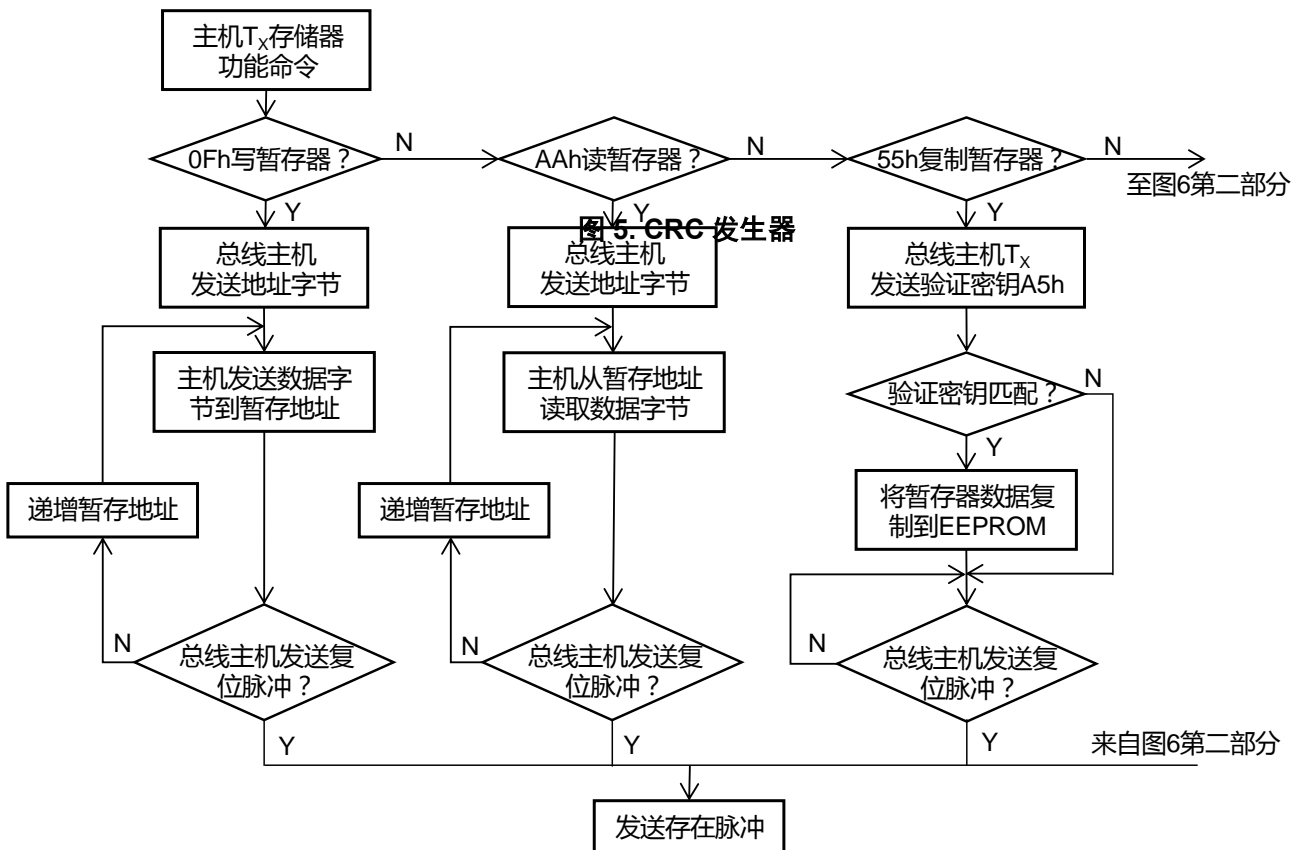 主机TX存储器
功能命令
0Fh写暂存器？
N
AAh读暂存器？
N
55h复制暂存器？
N
至图6第二部分
Y
Y
Y
图 5. CRC 发生器
总线主机
发送地址字节
总线主机
发送地址字节
总线主机TX
发送验证密钥A5h
主机发送数据字
节到暂存地址
主机从暂存地址
读取数据字节
验证密钥匹配？
N
Y
递增暂存地址
递增暂存地址
将暂存器数据复
制到EEPROM
N
总线主机发送复
位脉冲？
N
总线主机发送复
位脉冲？
N
总线主机发送复
位脉冲？
Y
Y
Y
来自图6第二部分
发送存在脉冲